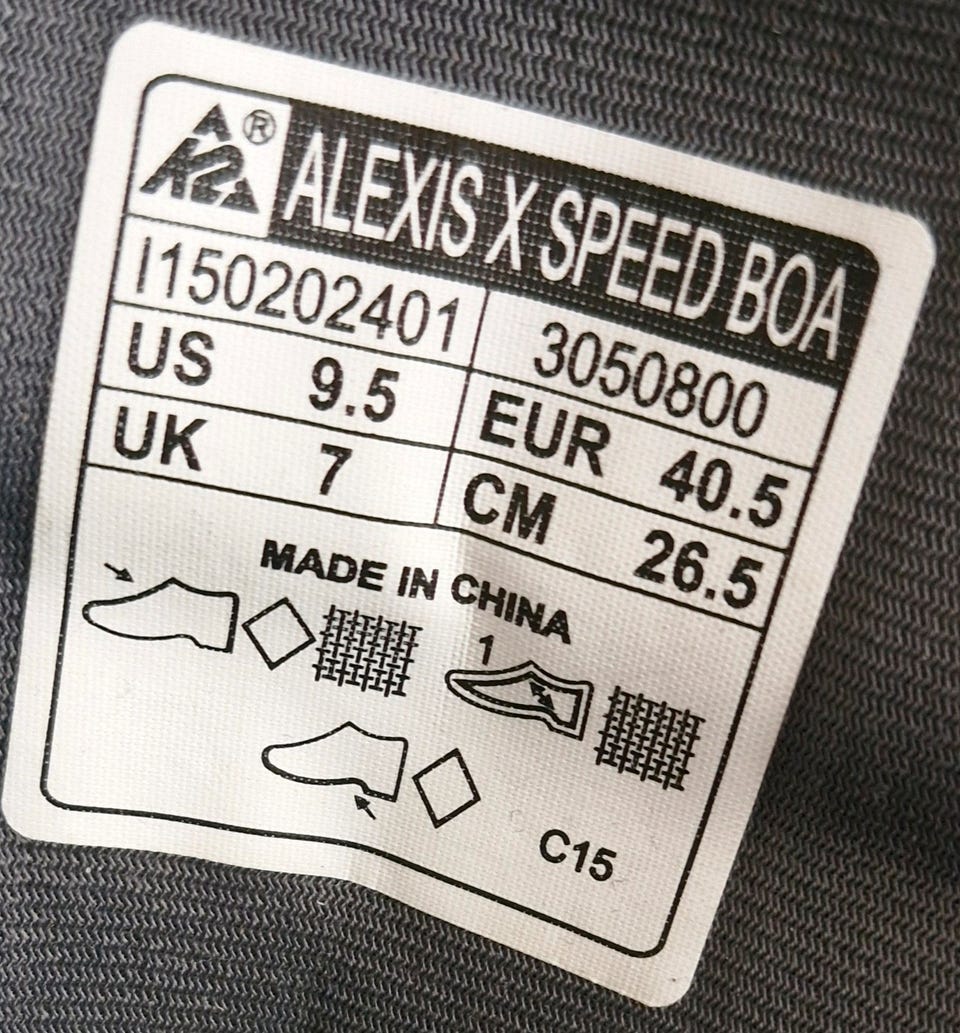 K2® ALEXIS X SPEED BOA
I150202401 3050800
US 9.5 EUR 40.5
UK 7 CM 26.5
MADE IN CHINA
1
C15